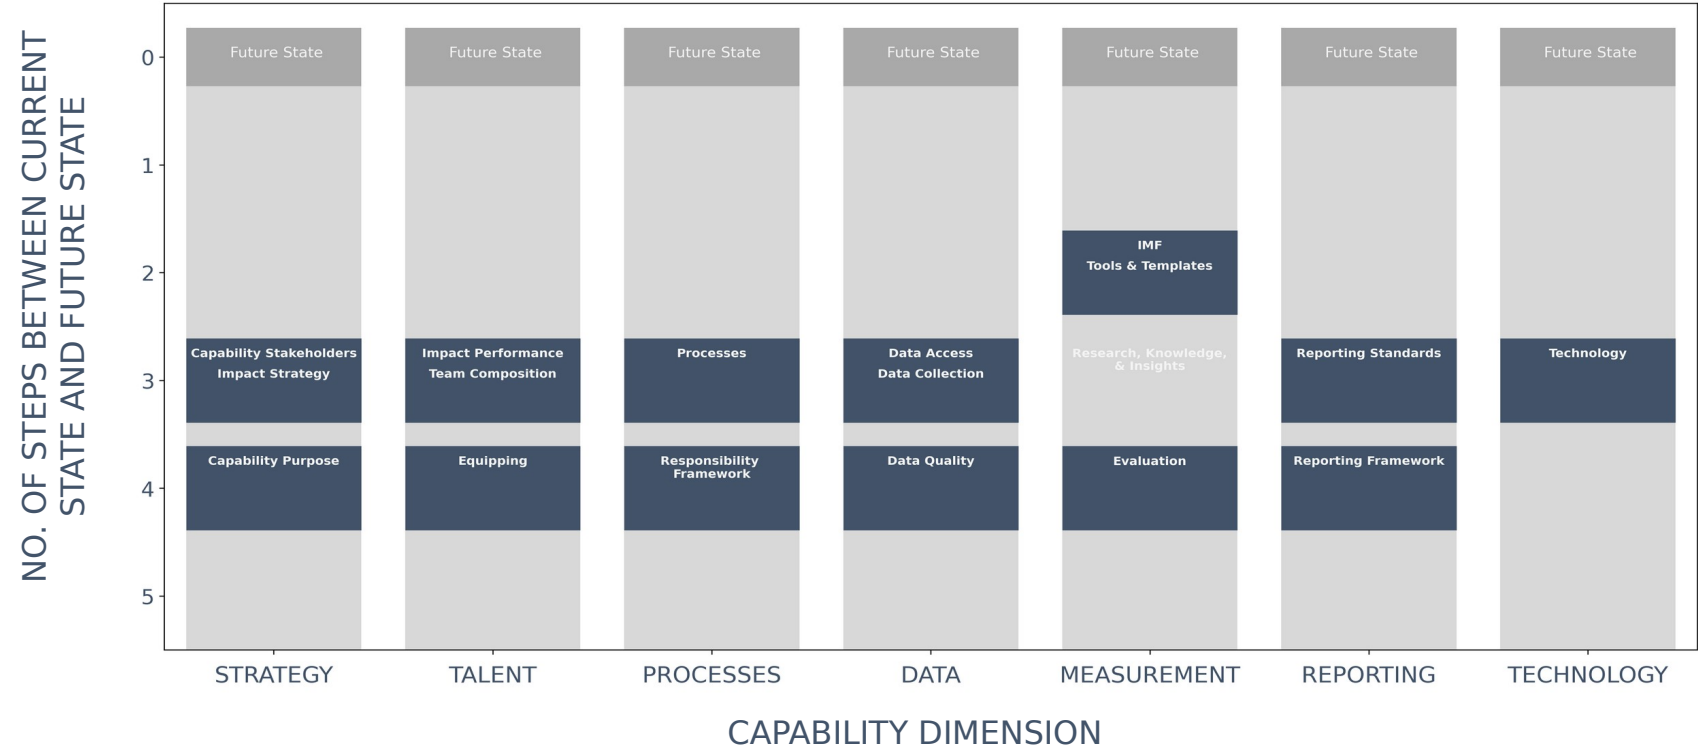 NO. OF STEPS BETWEEN CURRENT
STATE AND FUTURE STATE
0
1
2
3
4
5
Future State
Future State
Future State
Future State
Future State
Future State
Future State
IMF
Tools & Templates
Capability Stakeholders
Impact Strategy
Impact Performance
Team Composition
Processes
Data Access
Data Collection
Research, Knowledge,
& Insights
Reporting Standards
Technology
Capability Purpose
Equipping
Responsibility
Framework
Data Quality
Evaluation
Reporting Framework
STRATEGY
TALENT
PROCESSES
DATA
MEASUREMENT
REPORTING
TECHNOLOGY
CAPABILITY DIMENSION